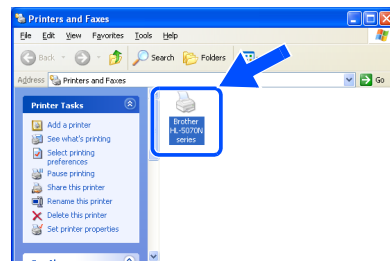 Printers and Faxes
File Edit View Favorites Tools Help
Back Search Folders
Address Printers and Faxes Go
Printer Tasks
Add a printer
See what's printing
Select printing
preferences
Pause printing
Share this printer
Rename this printer
Delete this printer
Set printer properties
Brother
HL-5070N
series